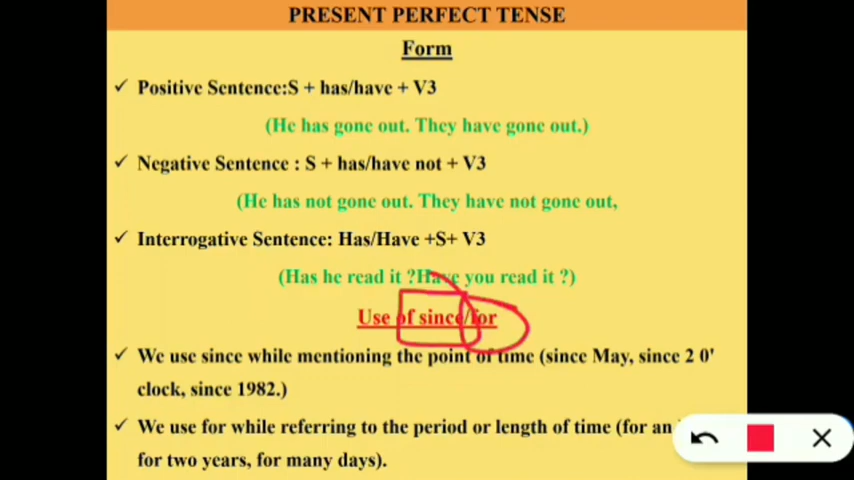 PRESENT PERFECT TENSE
Form
✓ Positive Sentence:S + has/have + V3
(He has gone out. They have gone out.)
✓ Negative Sentence : S + has/have not + V3
(He has not gone out. They have not gone out,
✓ Interrogative Sentence: Has/Have +S+ V3
(Has he read it ?Have you read it ?)
Use of since/for
✓ We use since while mentioning the point of time (since May, since 2 0'
clock, since 1982.)
✓ We use for while referring to the period or length of time (for an
for two years, for many days).